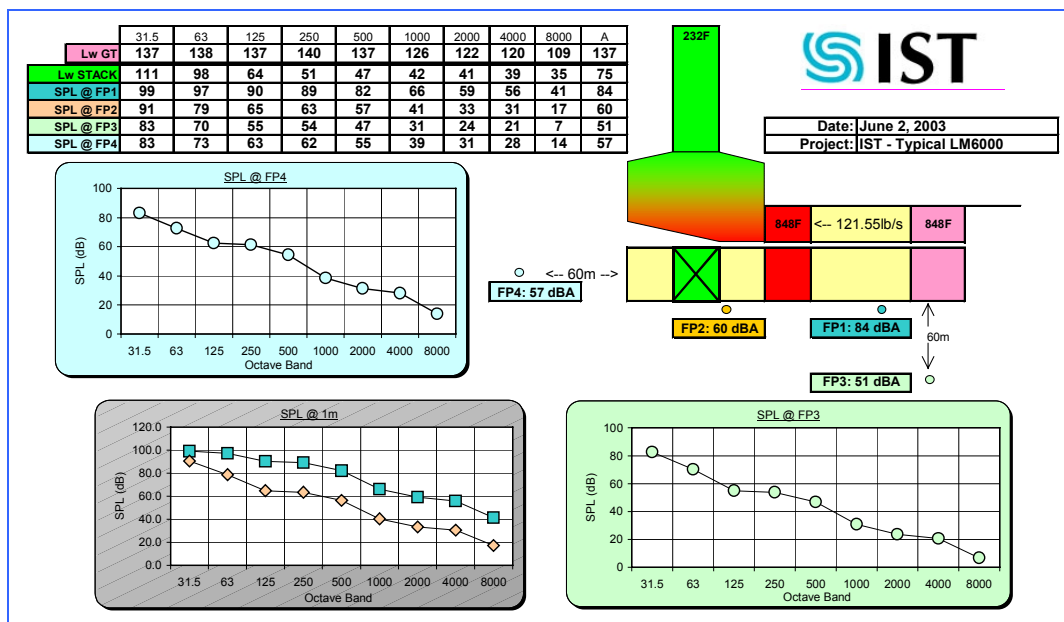 31.5 63 125 250 500 1000 2000 4000 8000 A
Lw GT 137 138 137 140 137 126 122 120 109 137
Lw STACK 111 98 64 51 47 42 41 39 35 75
SPL @ FP1 99 97 90 89 82 66 59 56 41 84
SPL @ FP2 91 79 65 63 57 41 33 31 17 60
SPL @ FP3 83 70 55 54 47 31 24 21 7 51
SPL @ FP4 83 73 63 62 55 39 31 28 14 57
232F
IST
Date: June 2, 2003
Project: IST - Typical LM6000
848F <-- 121.55lb/s 848F
<-- 60m -->
FP4: 57 dBA
FP2: 60 dBA
FP1: 84 dBA
60m
FP3: 51 dBA
SPL @ FP4
100
80
60
40
20
0
SPL (dB)
31.5 63 125 250 500 1000 2000 4000 8000
Octave Band
SPL @ 1m
120.0
100.0
80.0
60.0
40.0
20.0
0.0
SPL (dB)
31.5 63 125 250 500 1000 2000 4000 8000
Octave Band
SPL @ FP3
100
80
60
40
20
0
SPL (dB)
31.5 63 125 250 500 1000 2000 4000 8000
Octave Band